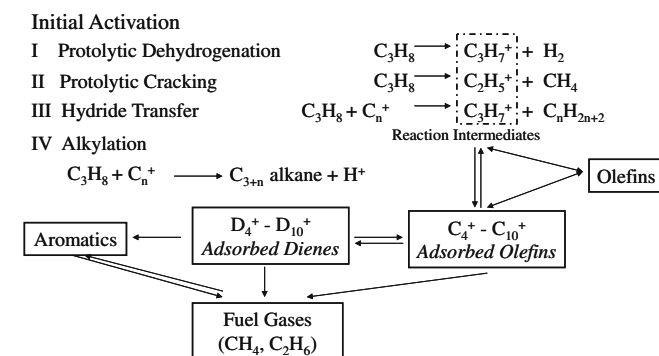 Initial Activation
I Protolytic Dehydrogenation C₃H₈ → C₃H₇⁺ + H₂
II Protolytic Cracking C₃H₈ → C₂H₅⁺ + CH₄
III Hydride Transfer C₃H₈ + Cₙ⁺ → C₃H₇⁺ + CₙH₂ₙ₊₂
Reaction Intermediates
IV Alkylation
C₃H₈ + Cₙ⁺ → C₃₊ₙ alkane + H⁺
Olefins
Aromatics
D₄⁺ - D₁₀⁺
Adsorbed Dienes
C₄⁺ - C₁₀⁺
Adsorbed Olefins
Fuel Gases
(CH₄, C₂H₆)